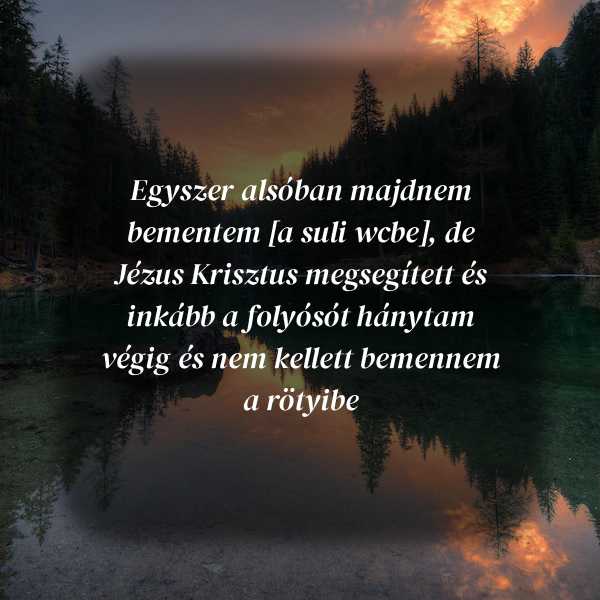 Egyszer alsóban majdnem
bementem [a suli wcbe], de
Jézus Krisztus megsegített és
inkább a folyósót hánytam
végig és nem kellett bemennem
a rötyibe